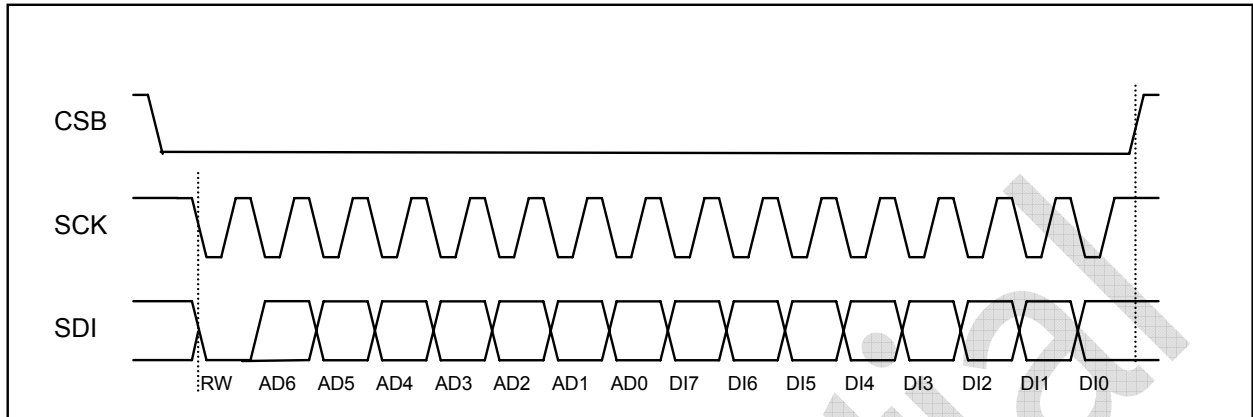 CSB
SCK
SDI
RW AD6 AD5 AD4 AD3 AD2 AD1 AD0 DI7 DI6 DI5 DI4 DI3 DI2 DI1 DI0
ial